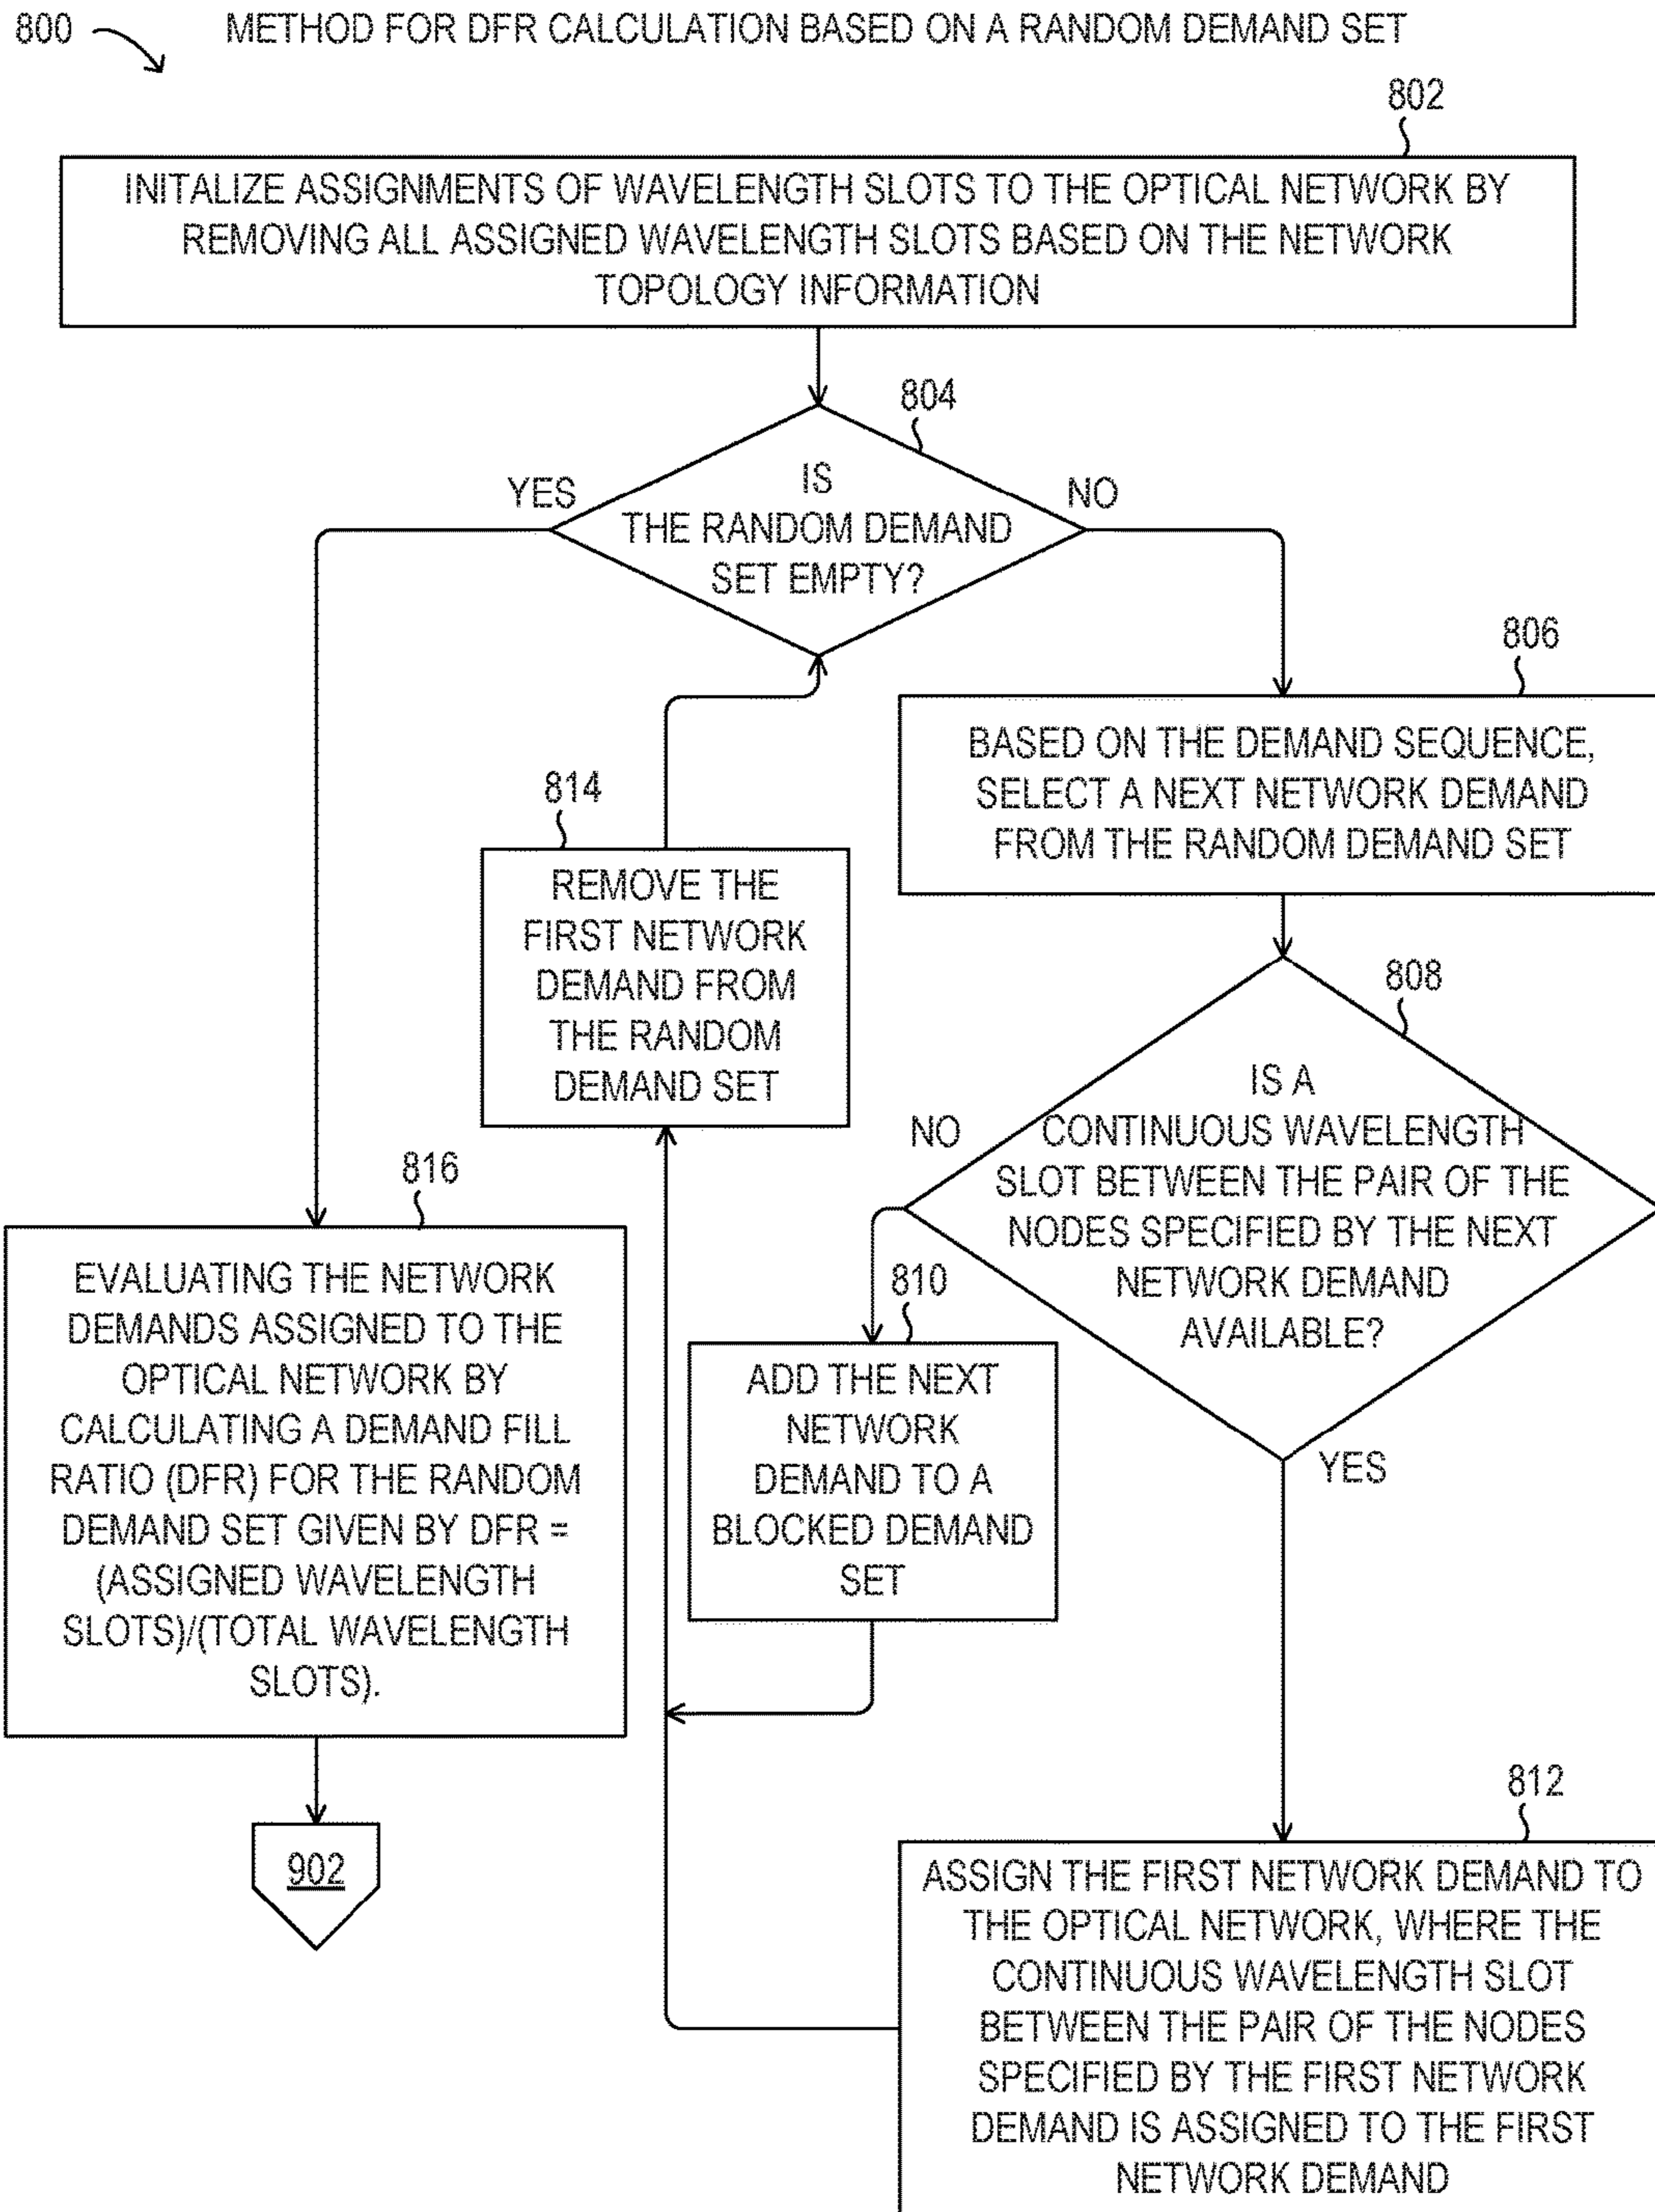 800
METHOD FOR DFR CALCULATION BASED ON A RANDOM DEMAND SET
802
INITALIZE ASSIGNMENTS OF WAVELENGTH SLOTS TO THE OPTICAL NETWORK BY
REMOVING ALL ASSIGNED WAVELENGTH SLOTS BASED ON THE NETWORK
TOPOLOGY INFORMATION
804
YES
IS
THE RANDOM DEMAND
SET EMPTY?
NO
806
BASED ON THE DEMAND SEQUENCE,
SELECT A NEXT NETWORK DEMAND
FROM THE RANDOM DEMAND SET
814
REMOVE THE
FIRST NETWORK
DEMAND FROM
THE RANDOM
DEMAND SET
808
NO
IS A
CONTINUOUS WAVELENGTH
SLOT BETWEEN THE PAIR OF THE
NODES SPECIFIED BY THE NEXT
NETWORK DEMAND
AVAILABLE?
YES
816
EVALUATING THE NETWORK
DEMANDS ASSIGNED TO THE
OPTICAL NETWORK BY
CALCULATING A DEMAND FILL
RATIO (DFR) FOR THE RANDOM
DEMAND SET GIVEN BY DFR =
(ASSIGNED WAVELENGTH
SLOTS)/(TOTAL WAVELENGTH
SLOTS).
810
ADD THE NEXT
NETWORK
DEMAND TO A
BLOCKED DEMAND
SET
902
812
ASSIGN THE FIRST NETWORK DEMAND TO
THE OPTICAL NETWORK, WHERE THE
CONTINUOUS WAVELENGTH SLOT
BETWEEN THE PAIR OF THE NODES
SPECIFIED BY THE FIRST NETWORK
DEMAND IS ASSIGNED TO THE FIRST
NETWORK DEMAND